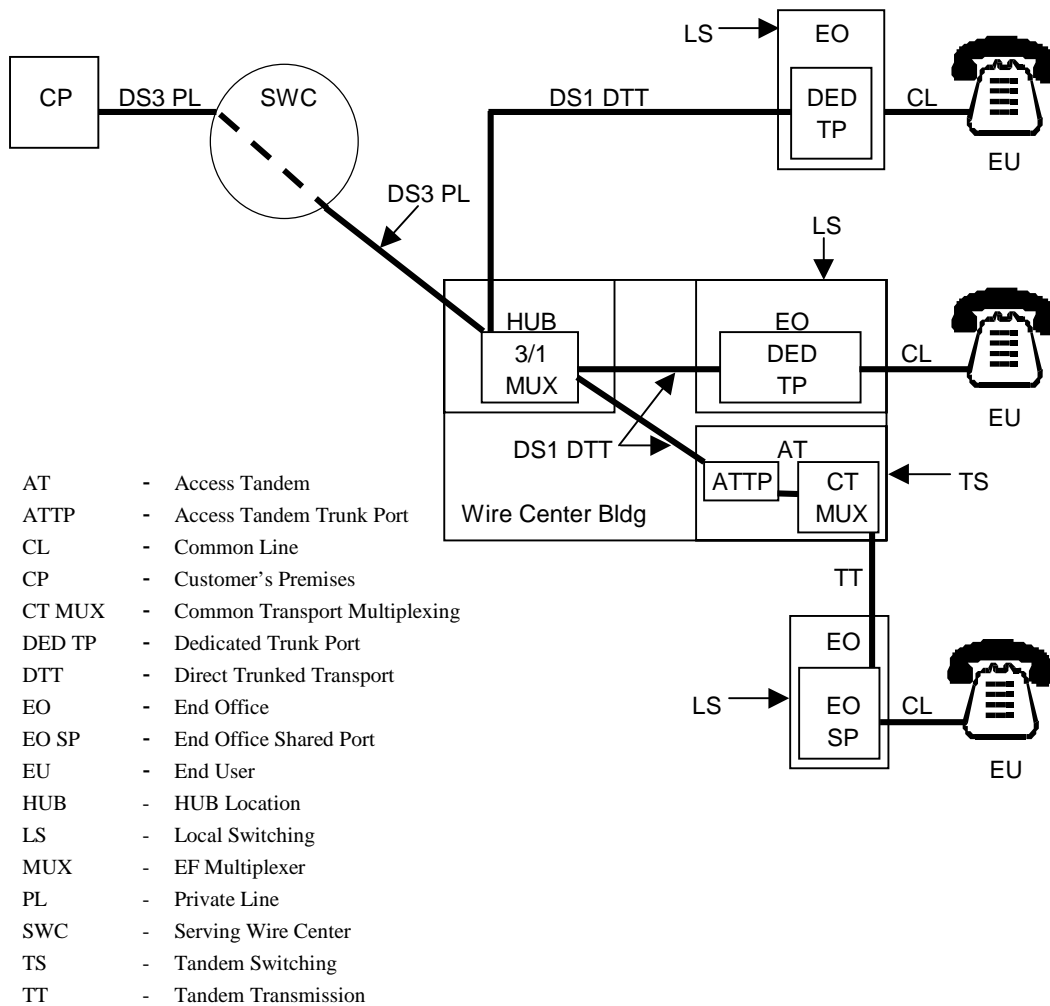 LS
EO
CP
DS3 PL
SWC
DS1 DTT
DED
TP
CL
EU
DS3 PL
LS
HUB
3/1
MUX
EO
DED
TP
CL
EU
DS1 DTT
AT
ATTP
CT
MUX
TS
Wire Center Bldg
TT
EO
LS
EO
SP
CL
EU
AT - Access Tandem
ATTP - Access Tandem Trunk Port
CL - Common Line
CP - Customer's Premises
CT MUX - Common Transport Multiplexing
DED TP - Dedicated Trunk Port
DTT - Direct Trunked Transport
EO - End Office
EO SP - End Office Shared Port
EU - End User
HUB - HUB Location
LS - Local Switching
MUX - EF Multiplexer
PL - Private Line
SWC - Serving Wire Center
TS - Tandem Switching
TT - Tandem Transmission